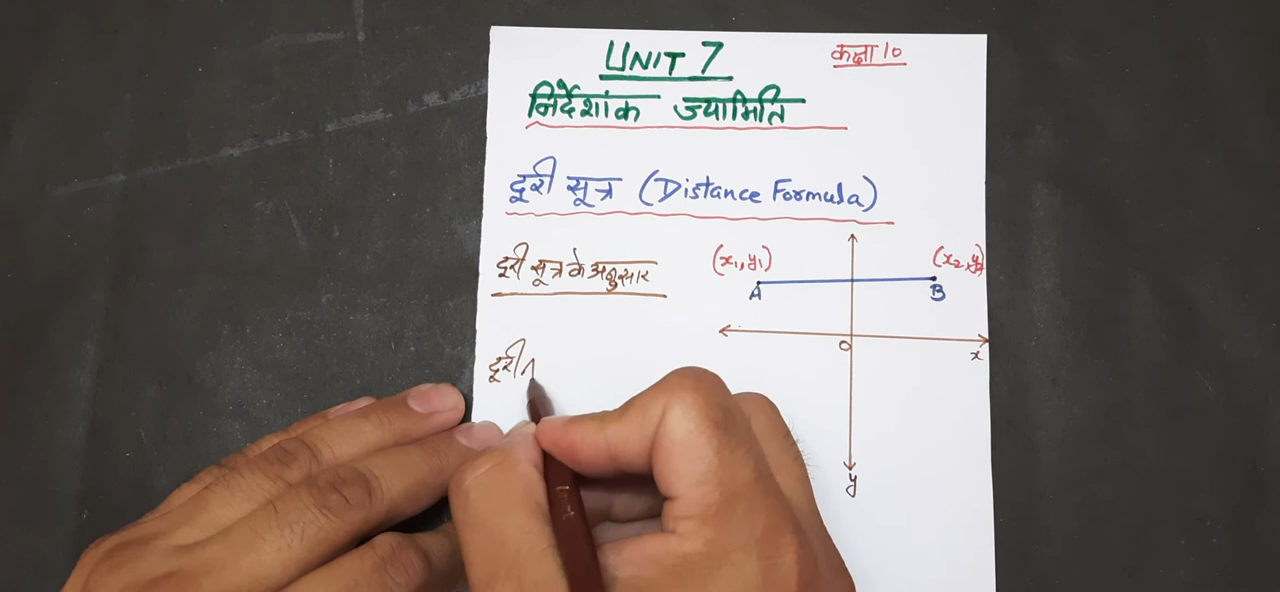 UNIT 7
कक्षा 10
निर्देशांक ज्यामिति
दूरी सूत्र (Distance Formula)
दूरी सूत्र के अनुसार
(x₁, y₁)
(x₂, y₂)
A
B
O
x
दूरी A
y